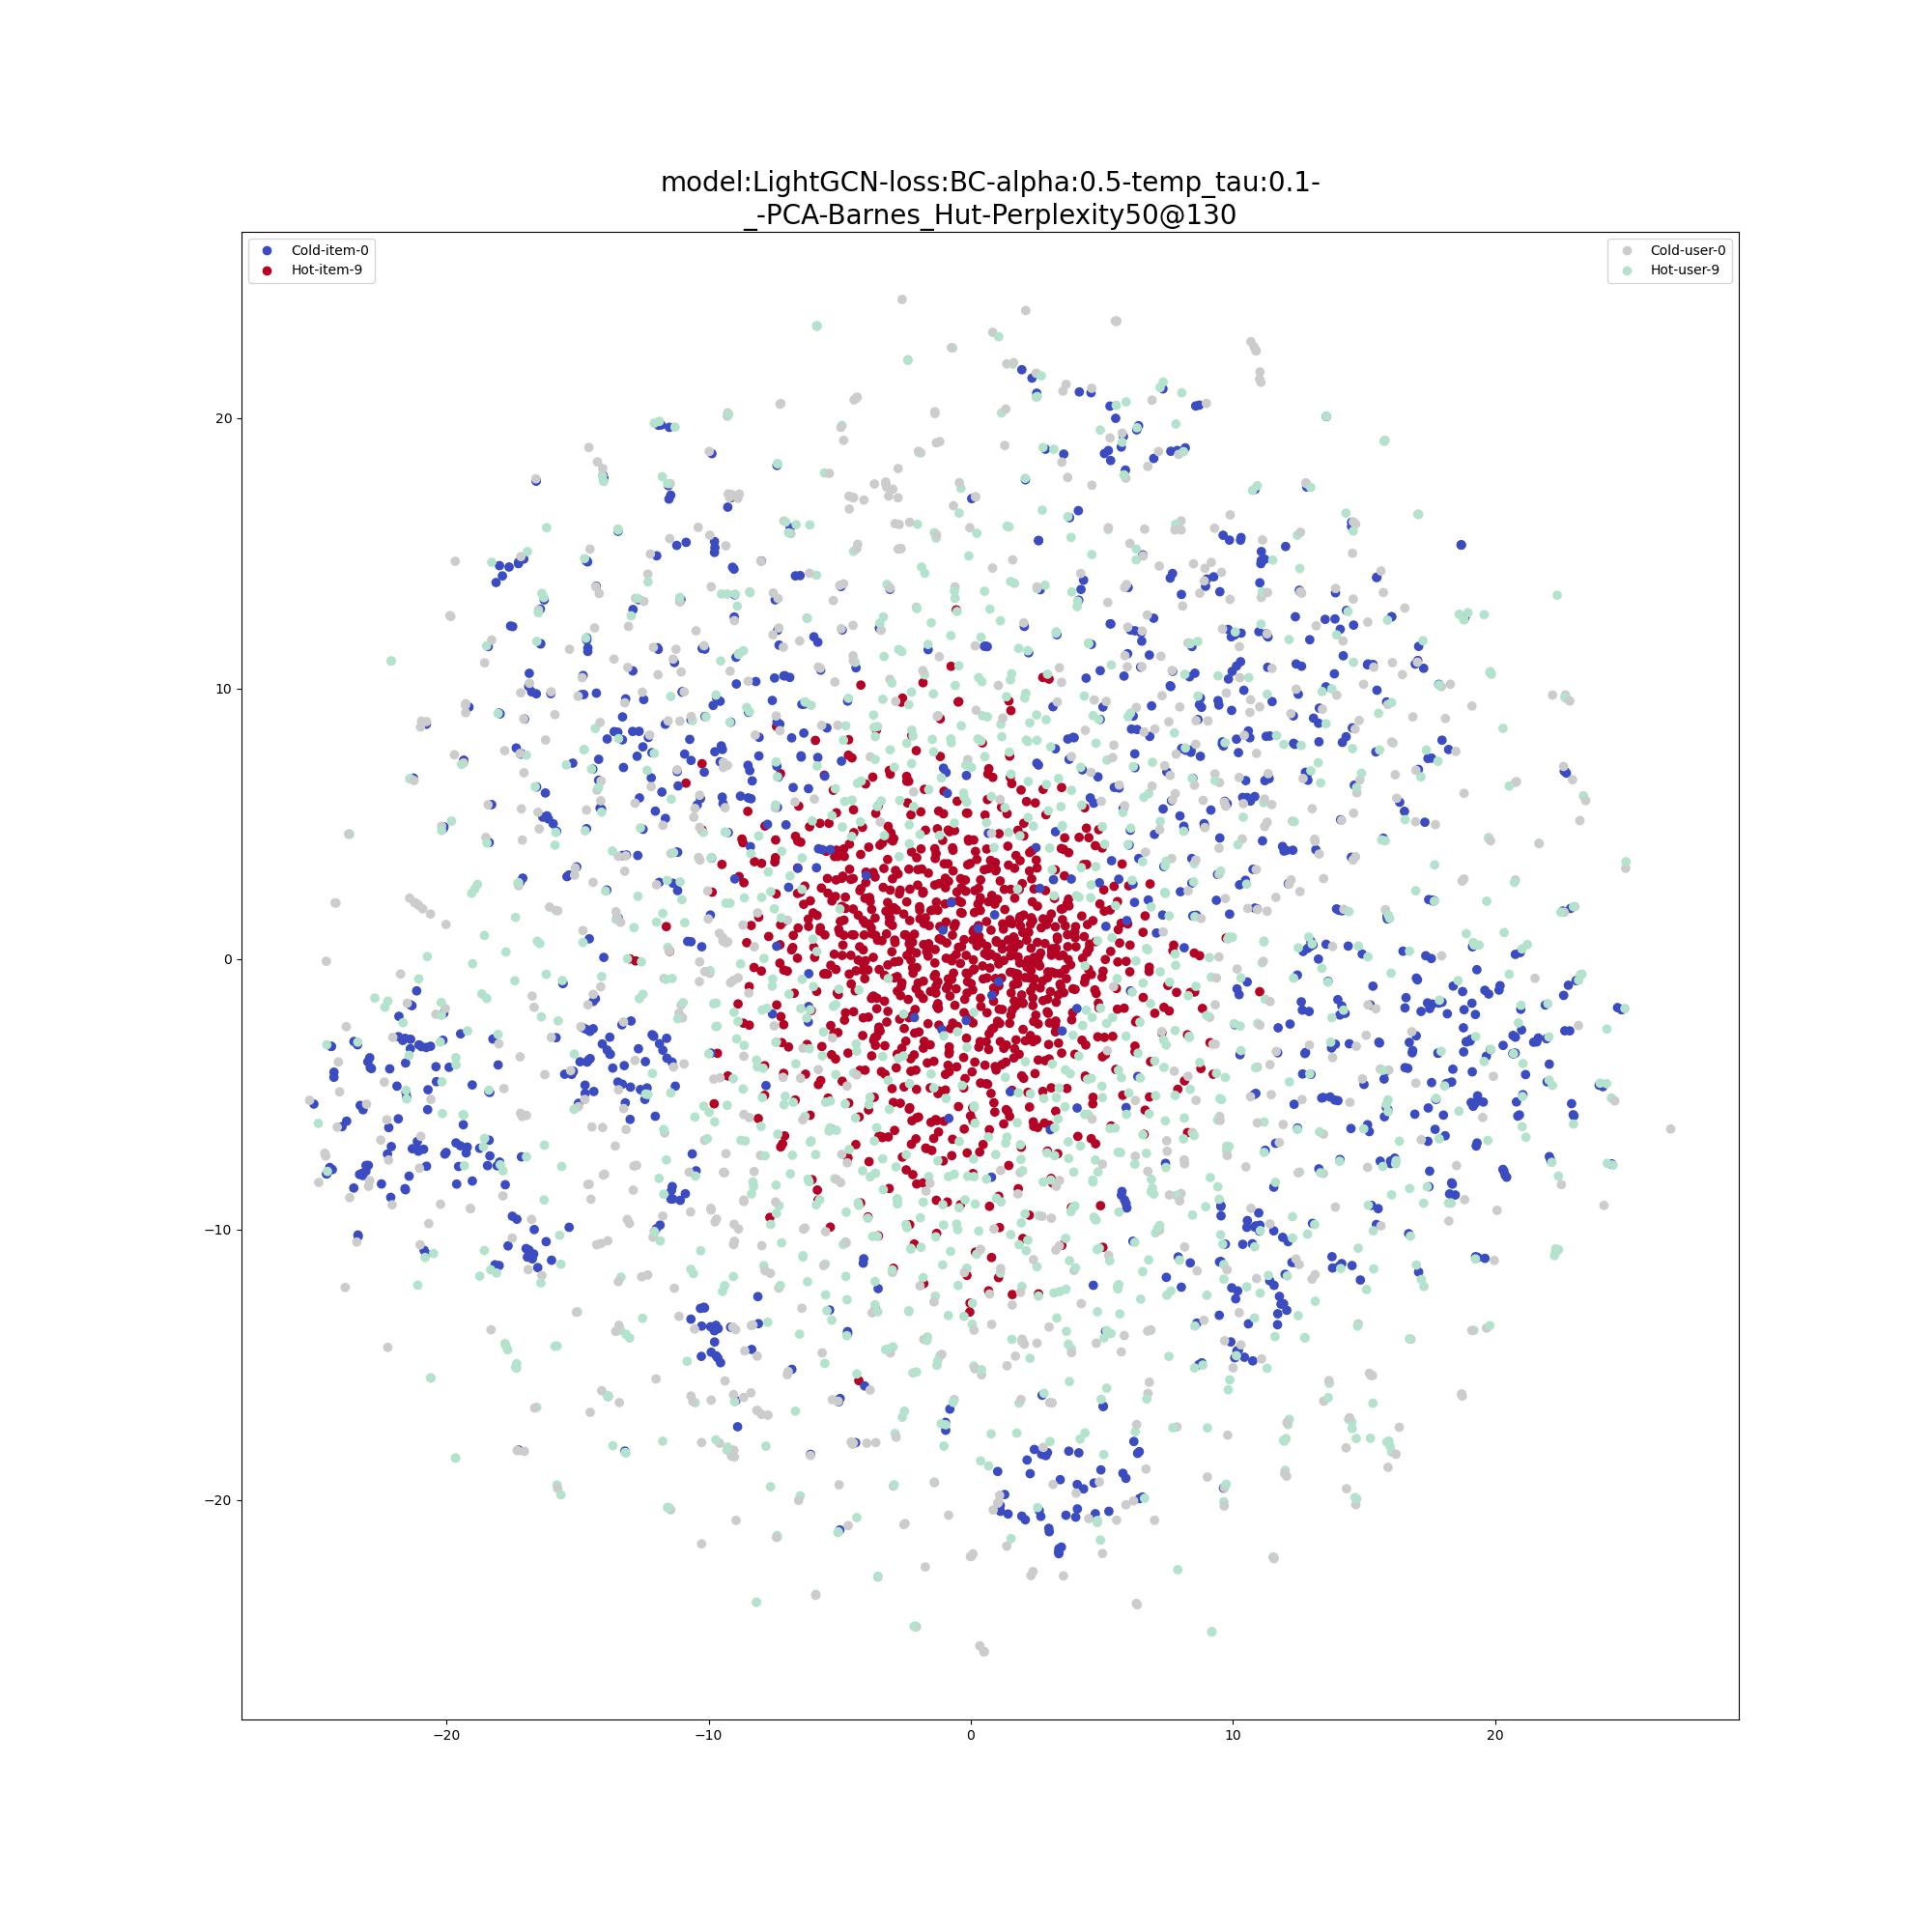 model:LightGCN-loss:BC-alpha:0.5-temp_tau:0.1-
_-PCA-Barnes_Hut-Perplexity50@130
Cold-item-0
Hot-item-9
Cold-user-0
Hot-user-9
20
10
0
−10
−20
−20
−10
0
10
20